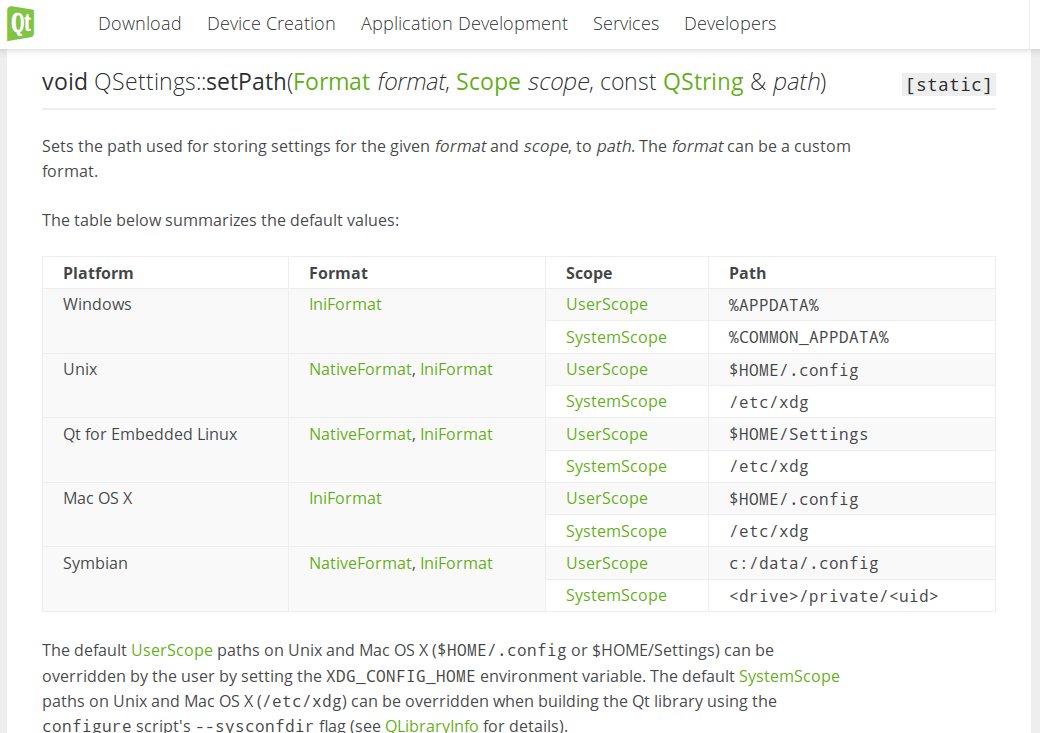 Qt Download Device Creation Application Development Services Developers
void QSettings::setPath(Format format, Scope scope, const QString & path) [static]
Sets the path used for storing settings for the given format and scope, to path. The format can be a custom
format.
The table below summarizes the default values:
Platform Format Scope Path
Windows IniFormat UserScope %APPDATA%
SystemScope %COMMON_APPDATA%
Unix NativeFormat, IniFormat UserScope $HOME/.config
SystemScope /etc/xdg
Qt for Embedded Linux NativeFormat, IniFormat UserScope $HOME/Settings
SystemScope /etc/xdg
Mac OS X IniFormat UserScope $HOME/.config
SystemScope /etc/xdg
Symbian NativeFormat, IniFormat UserScope c:/data/.config
SystemScope <drive>/private/<uid>
The default UserScope paths on Unix and Mac OS X ($HOME/.config or $HOME/Settings) can be
overridden by the user by setting the XDG_CONFIG_HOME environment variable. The default SystemScope
paths on Unix and Mac OS X (/etc/xdg) can be overridden when building the Qt library using the
configure script's --sysconfdir flag (see QLibraryInfo for details).